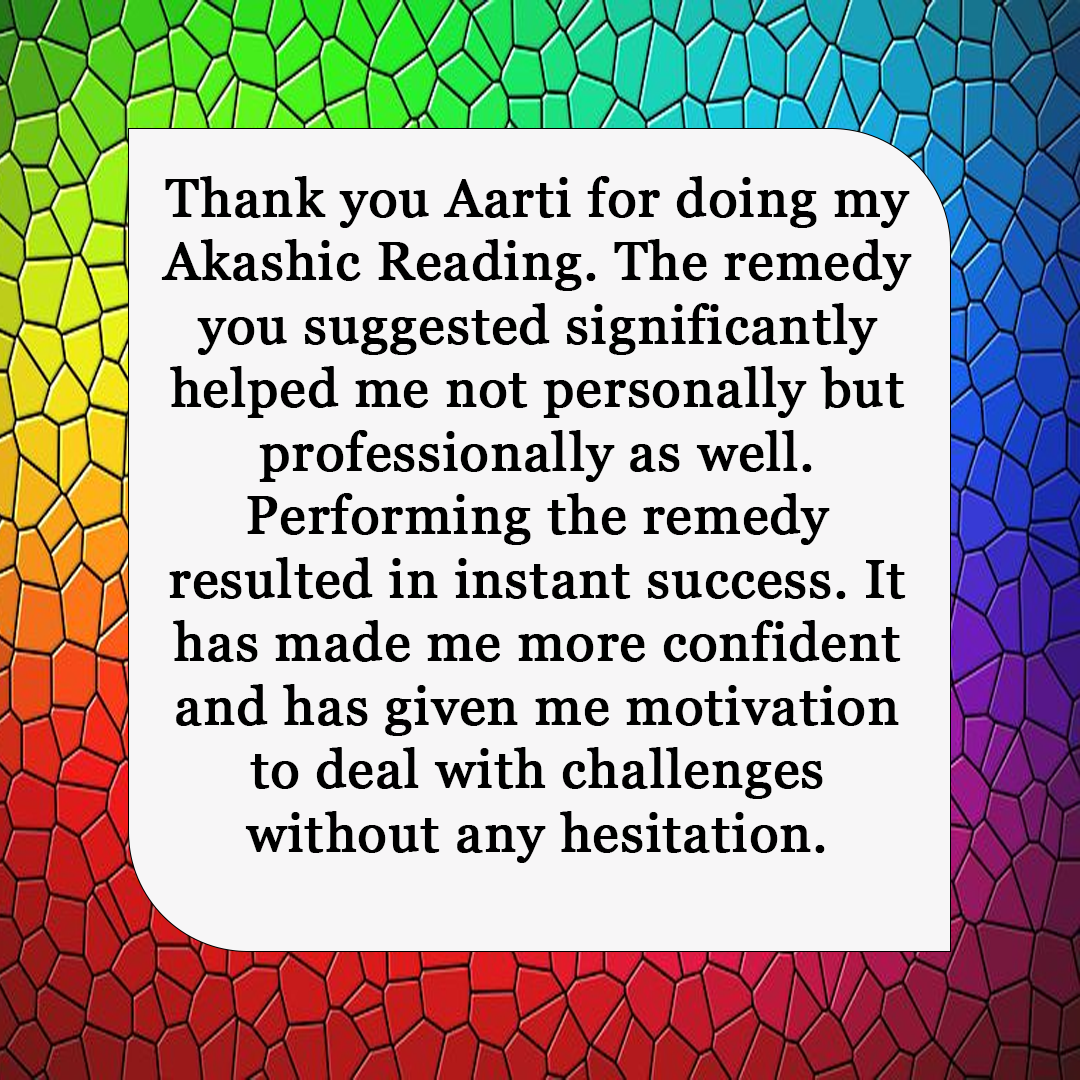 Thank you Aarti for doing my
Akashic Reading. The remedy
you suggested significantly
helped me not personally but
professionally as well.
Performing the remedy
resulted in instant success. It
has made me more confident
and has given me motivation
to deal with challenges
without any hesitation.